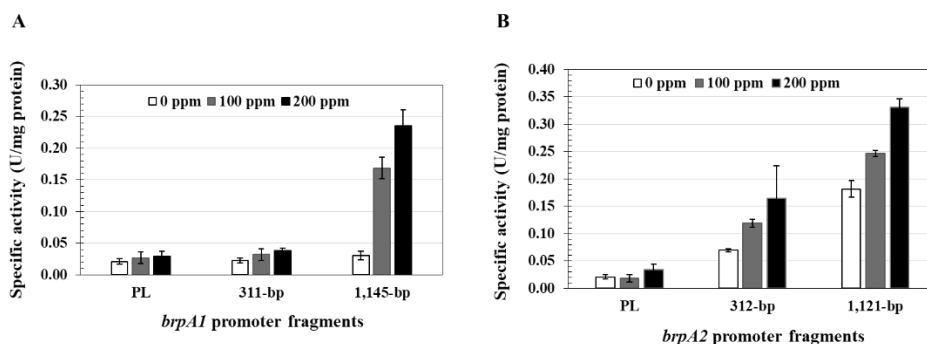 A
Specific activity (U/mg protein)
0.30
0.25
0.20
0.15
0.10
0.05
0.00
0 ppm 100 ppm 200 ppm
PL 311-bp 1,145-bp
brpA1 promoter fragments
B
Specific activity (U/mg protein)
0.40
0.35
0.30
0.25
0.20
0.15
0.10
0.05
0.00
0 ppm 100 ppm 200 ppm
PL 312-bp 1,121-bp
brpA2 promoter fragments